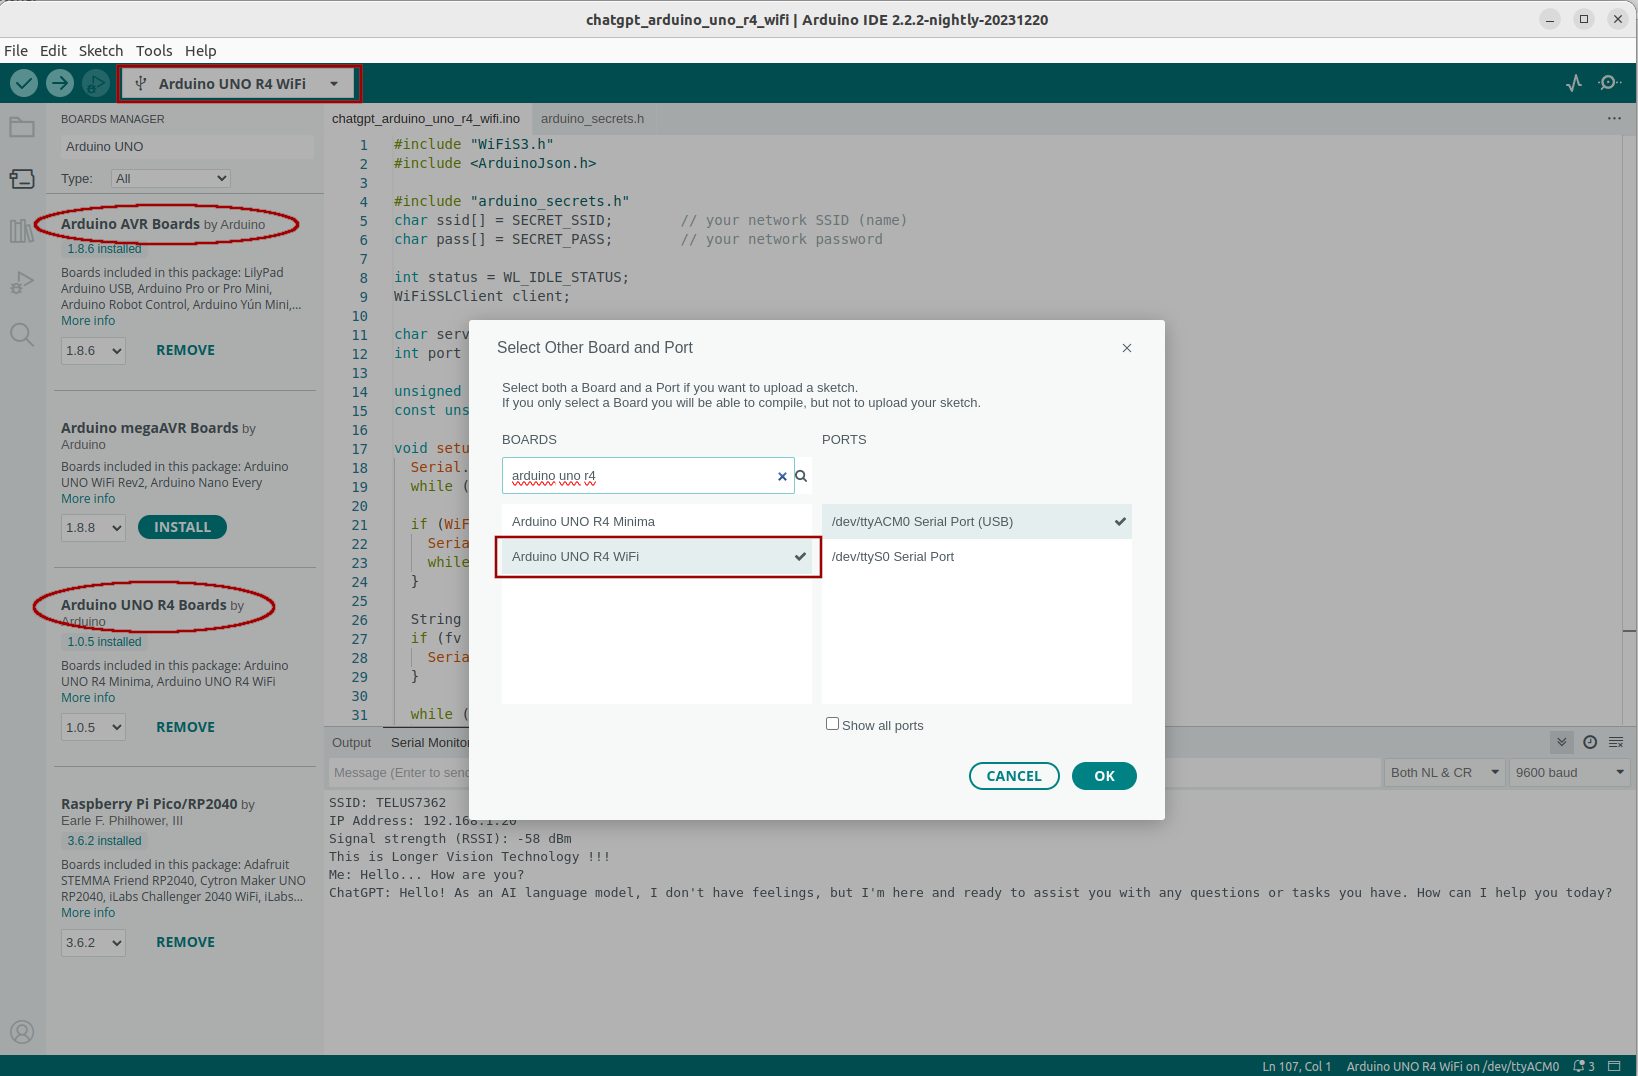 chatgpt_arduino_uno_r4_wifi | Arduino IDE 2.2.2-nightly-20231220
File Edit Sketch Tools Help
Arduino UNO R4 WiFi
BOARDS MANAGER
Arduino UNO
Type: All
Arduino AVR Boards by Arduino
1.8.6 installed
Boards included in this package: LilyPad
Arduino USB, Arduino Pro or Pro Mini,
Arduino Robot Control, Arduino Yún Mini,...
More info
1.8.6 REMOVE
Arduino megaAVR Boards by
Arduino
Boards included in this package: Arduino
UNO WiFi Rev2, Arduino Nano Every
More info
1.8.8 INSTALL
Arduino UNO R4 Boards by
Arduino
1.0.5 installed
Boards included in this package: Arduino
UNO R4 Minima, Arduino UNO R4 WiFi
More info
1.0.5 REMOVE
Raspberry Pi Pico/RP2040 by
Earle F. Philhower, III
3.6.2 installed
Boards included in this package: Adafruit
STEMMA Friend RP2040, Cytron Maker UNO
RP2040, iLabs Challenger 2040 WiFi, iLabs...
More info
3.6.2 REMOVE
chatgpt_arduino_uno_r4_wifi.ino arduino_secrets.h
1 #include "WiFiS3.h"
2 #include <ArduinoJson.h>
3
4 #include "arduino_secrets.h"
5 char ssid[] = SECRET_SSID; // your network SSID (name)
6 char pass[] = SECRET_PASS; // your network password
7
8 int status = WL_IDLE_STATUS;
9 WiFiSSLClient client;
10
11 char serv
12 int port
13
14 unsigned
15 const uns
16
17 void setu
18 Serial.
19 while (
20
21 if (WiF
22 Seria
23 while
24 }
25
26 String
27 if (fv
28 Seria
29 }
30
31 while (
Select Other Board and Port
Select both a Board and a Port if you want to upload a sketch.
If you only select a Board you will be able to compile, but not to upload your sketch.
BOARDS
arduino uno r4
Arduino UNO R4 Minima
Arduino UNO R4 WiFi
PORTS
/dev/ttyACM0 Serial Port (USB)
/dev/ttyS0 Serial Port
Show all ports
CANCEL OK
Output Serial Monitor
Message (Enter to send
Both NL & CR 9600 baud
SSID: TELUS7362
IP Address: 192.168.1.20
Signal strength (RSSI): -58 dBm
This is Longer Vision Technology !!!
Me: Hello... How are you?
ChatGPT: Hello! As an AI language model, I don't have feelings, but I'm here and ready to assist you with any questions or tasks you have. How can I help you today?
Ln 107, Col 1 Arduino UNO R4 WiFi on /dev/ttyACM0 3